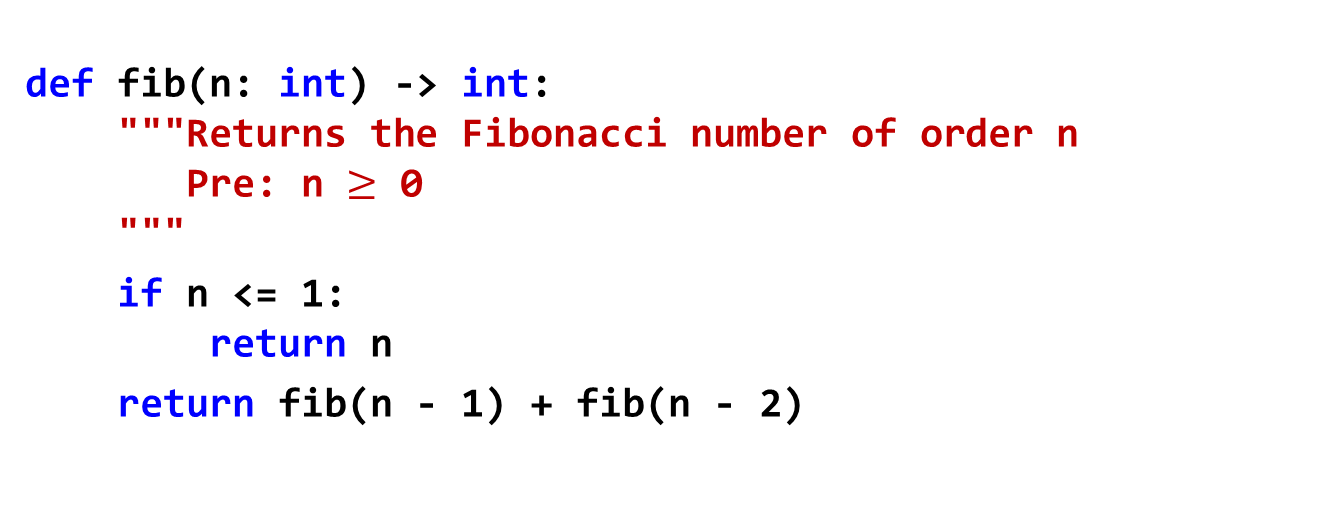 def fib(n: int) -> int:
    """Returns the Fibonacci number of order n
       Pre: n ≥ 0
    """
    if n <= 1:
        return n
    return fib(n - 1) + fib(n - 2)